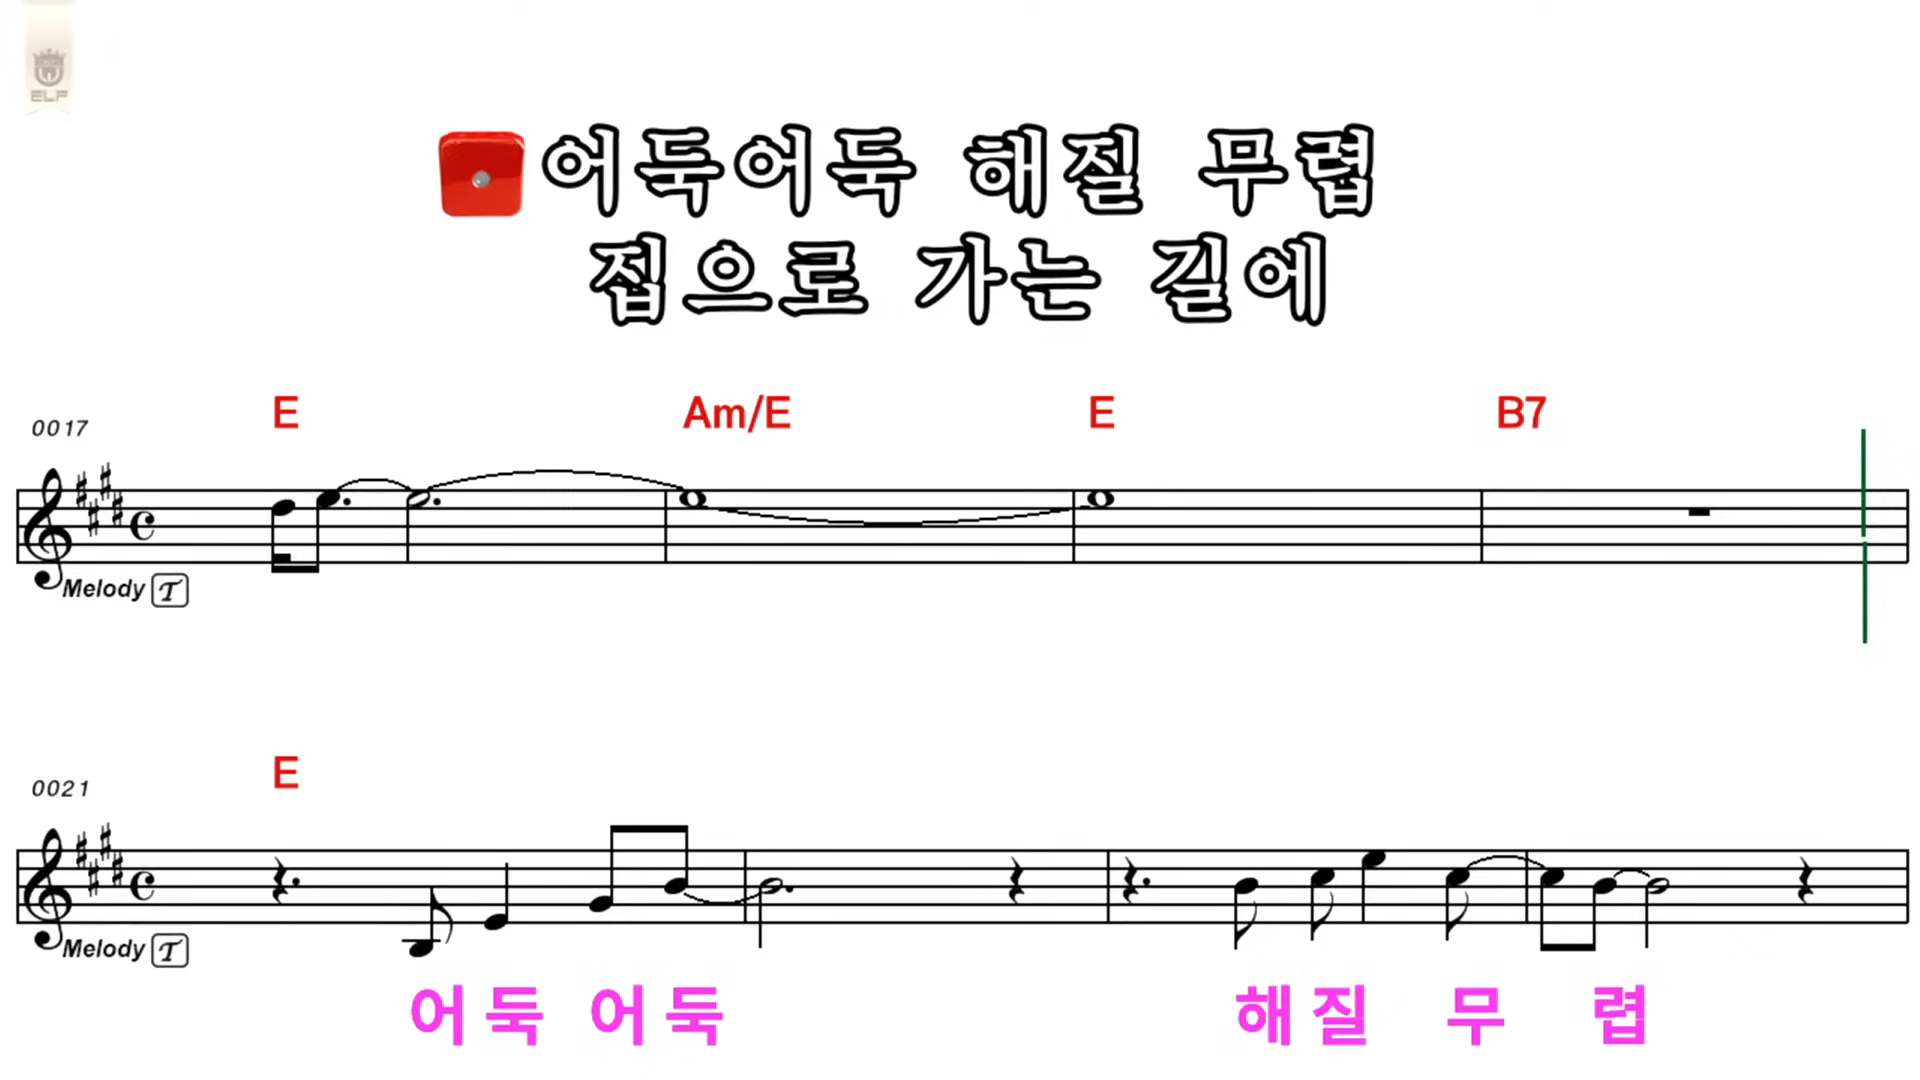 ELF
어둑어둑 해질 무렵
집으로 가는 길에
E Am/E E B7
0017
Melody T
E
0021
Melody T
어둑 어둑 해질 무 렵